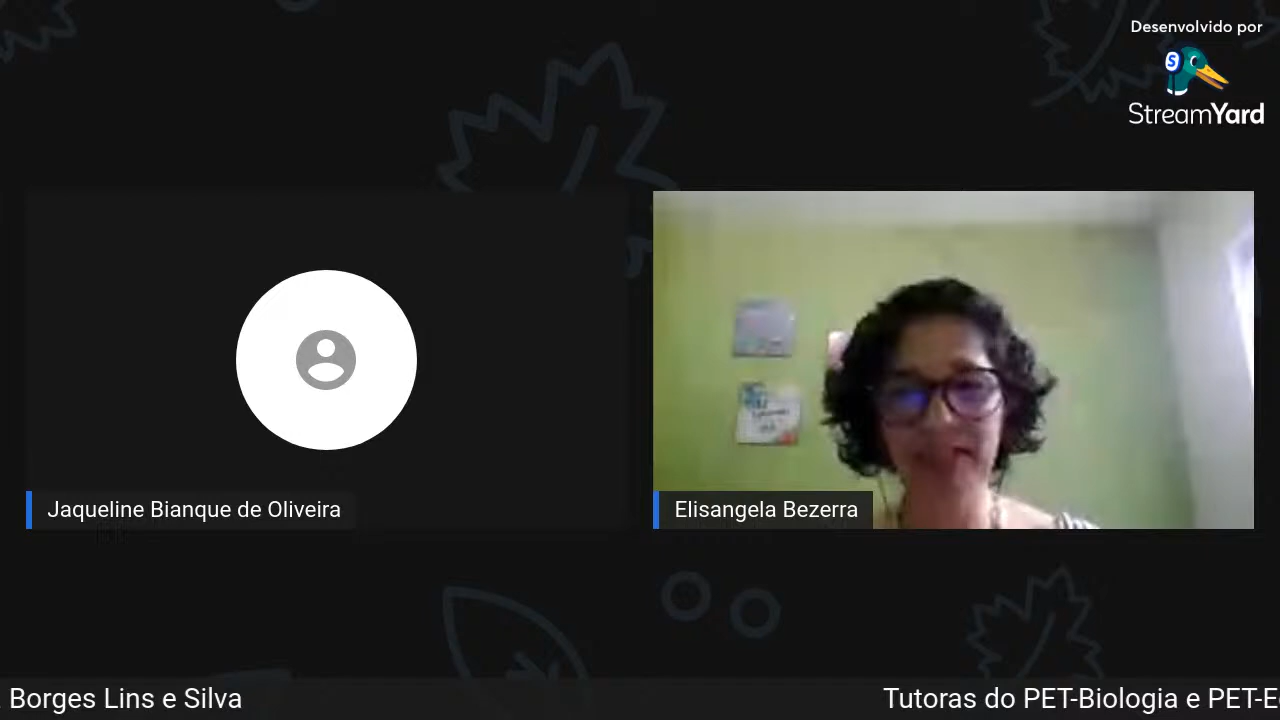 Desenvolvido por
StreamYard
Jaqueline Bianque de Oliveira
Elisangela Bezerra
Borges Lins e Silva
Tutoras do PET-Biologia e PET-E